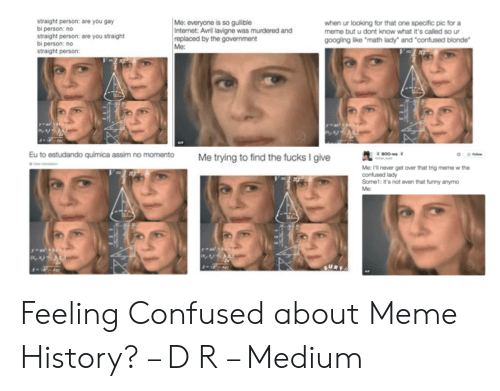 straight person: are you gay
bi person: no
straight person: are you straight
bi person: no
straight person:
Me: everyone is so gullible
Internet: Avril lavigne was murdered and
replaced by the government
Me:
when ur looking for that one specific pic for a
meme but u dont know what it's called so ur
googling like "math lady" and "confused blonde"
Eu to estudando química assim no momento
Me trying to find the fucks I give
Me: I'll never get over that trig meme w the
confused lady
Some1: it's not even that funny anymo
Me:
Feeling Confused about Meme
History? – D R – Medium